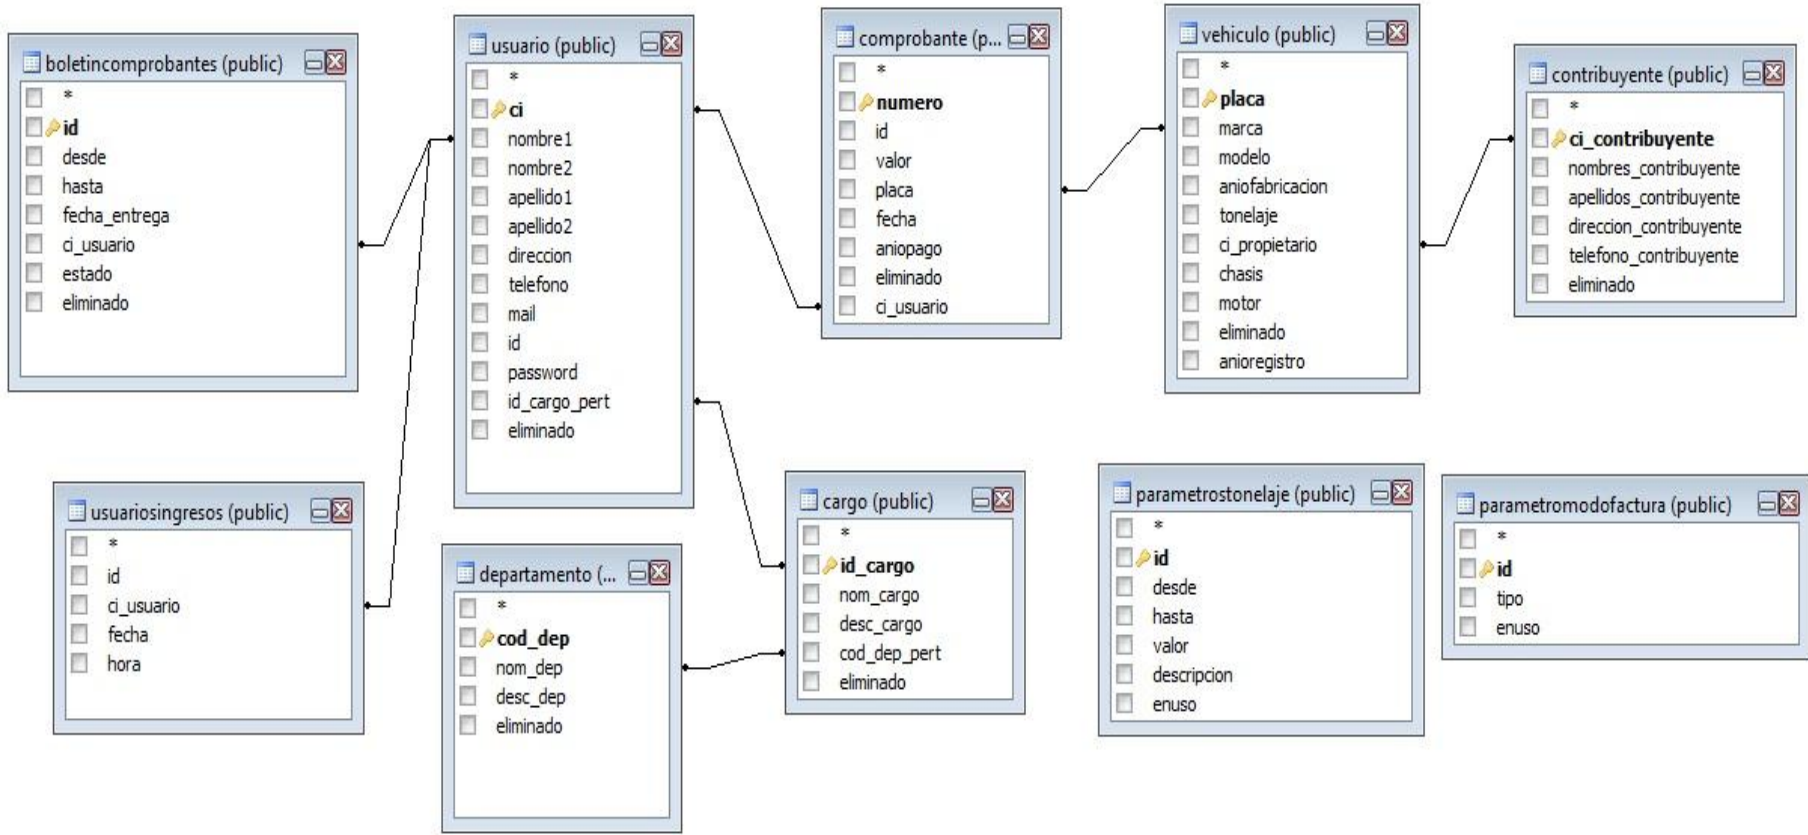 boletincomprobantes (public)
*
id
desde
hasta
fecha_entrega
ci_usuario
estado
eliminado
usuario (public)
*
ci
nombre1
nombre2
apellido1
apellido2
direccion
telefono
mail
id
password
id_cargo_pert
eliminado
comprobante (p...
*
numero
id
valor
placa
fecha
aniopago
eliminado
ci_usuario
vehiculo (public)
*
placa
marca
modelo
aniofabricacion
tonelaje
ci_propietario
chasis
motor
eliminado
anioregistro
contribuyente (public)
*
ci_contribuyente
nombres_contribuyente
apellidos_contribuyente
direccion_contribuyente
telefono_contribuyente
eliminado
usuariosingresos (public)
*
id
ci_usuario
fecha
hora
departamento (...
*
cod_dep
nom_dep
desc_dep
eliminado
cargo (public)
*
id_cargo
nom_cargo
desc_cargo
cod_dep_pert
eliminado
parametrostonelaje (public)
*
id
desde
hasta
valor
descripcion
enuso
parametromodofactura (public)
*
id
tipo
enuso